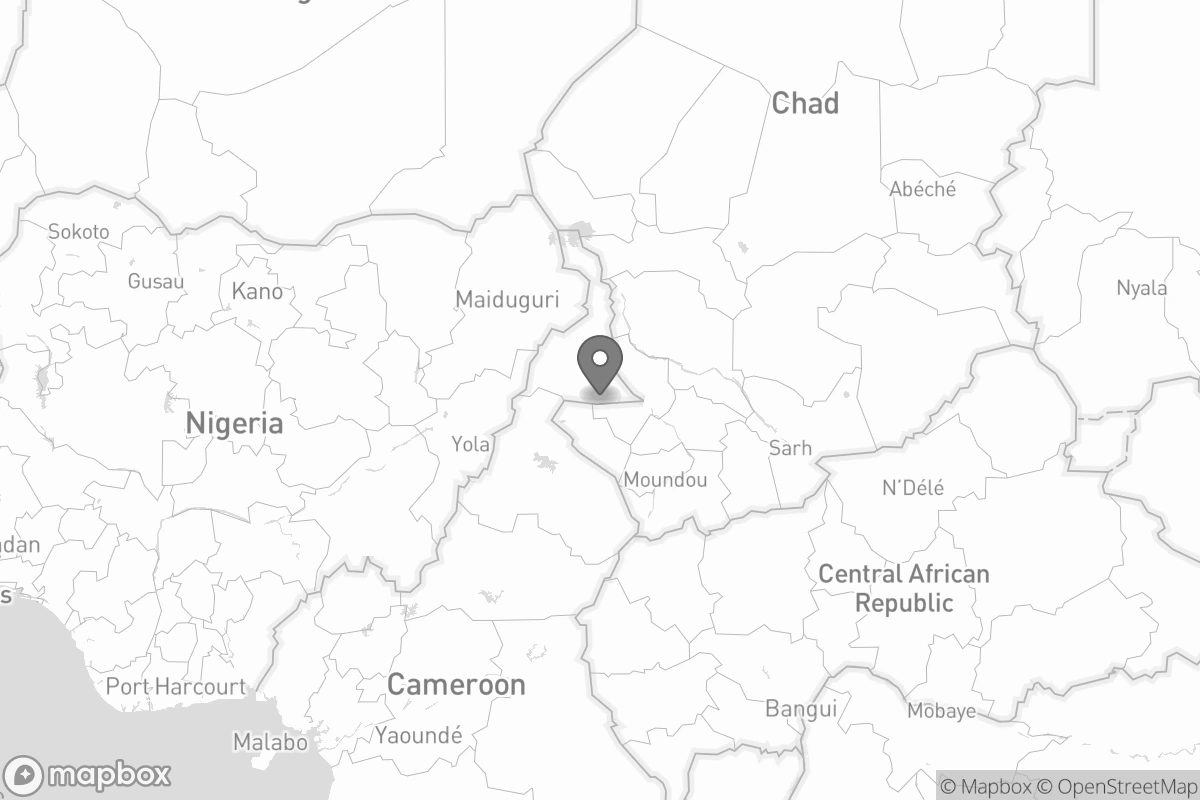 Chad
Abéché
Sokoto
Gusau
Kano
Maiduguri
Nyala
Nigeria
Yola
Sarh
Moundou
N'Délé
Central African
Republic
Port Harcourt
Cameroon
Malabo
Yaoundé
Bangui
Mobaye
mapbox
© Mapbox © OpenStreetMap